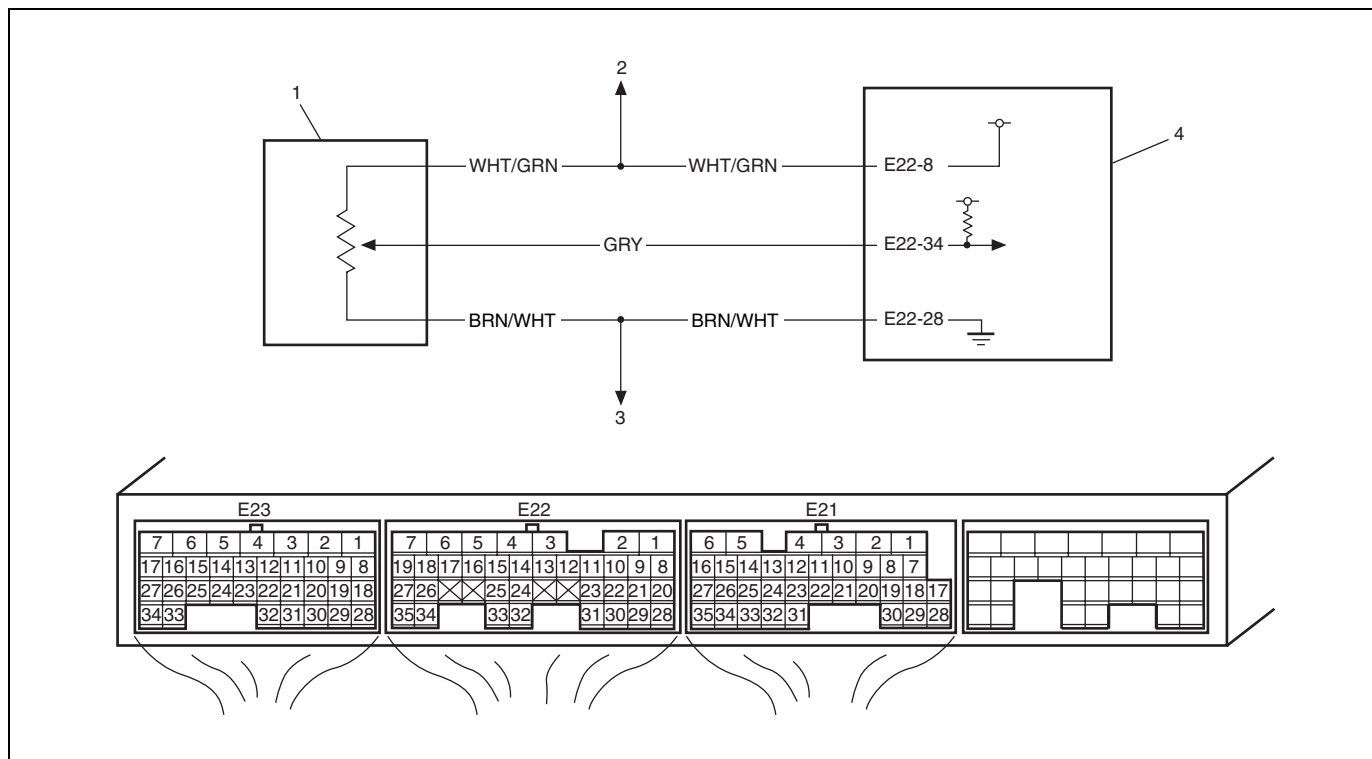 2
1
4
WHT/GRN WHT/GRN E22-8
GRY E22-34
BRN/WHT BRN/WHT E22-28
3
E23 E22 E21
7 6 5 4 3 2 1 7 6 5 4 3 2 1 6 5 4 3 2 1
17 16 15 14 13 12 11 10 9 8 19 18 17 16 15 14 13 12 11 10 9 8 16 15 14 13 12 11 10 9 8 7
27 26 25 24 23 22 21 20 19 18 27 26 25 24 23 22 21 20 27 26 25 24 23 22 21 20 19 18 17
34 33 32 31 30 29 28 35 34 33 32 31 30 29 28 35 34 33 32 31 30 29 28